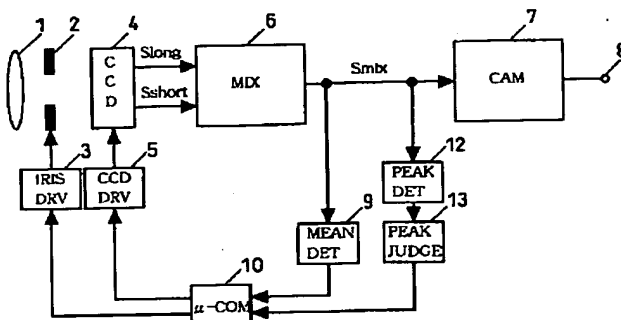 1
2
4
6
7
8
C
C
D
Slong
Sshort
MIX
Smix
CAM
3
5
IRIS
DRV
CCD
DRV
12
PEAK
DET
9
13
MEAN
DET
PEAK
JUDGE
10
μ-COM